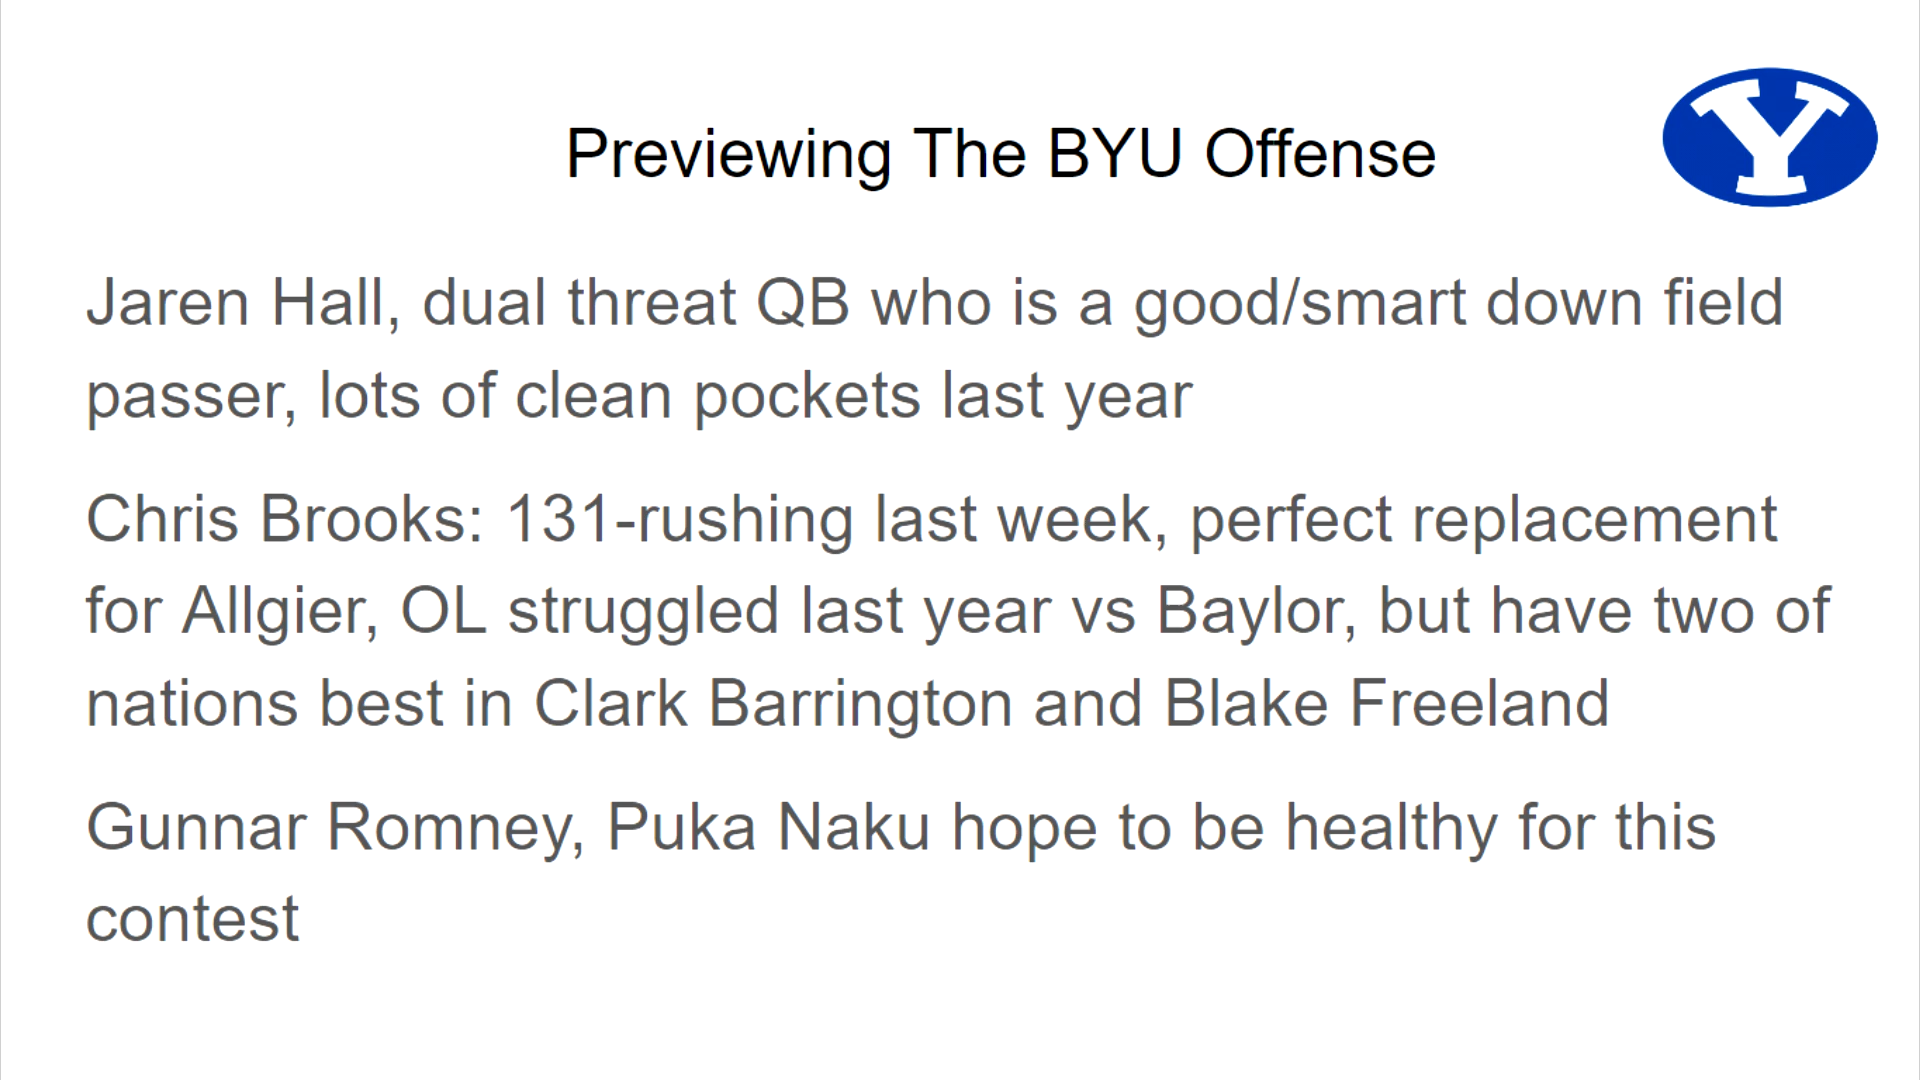 Previewing The BYU Offense
Y
Jaren Hall, dual threat QB who is a good/smart down field
passer, lots of clean pockets last year
Chris Brooks: 131-rushing last week, perfect replacement
for Allgier, OL struggled last year vs Baylor, but have two of
nations best in Clark Barrington and Blake Freeland
Gunnar Romney, Puka Naku hope to be healthy for this
contest